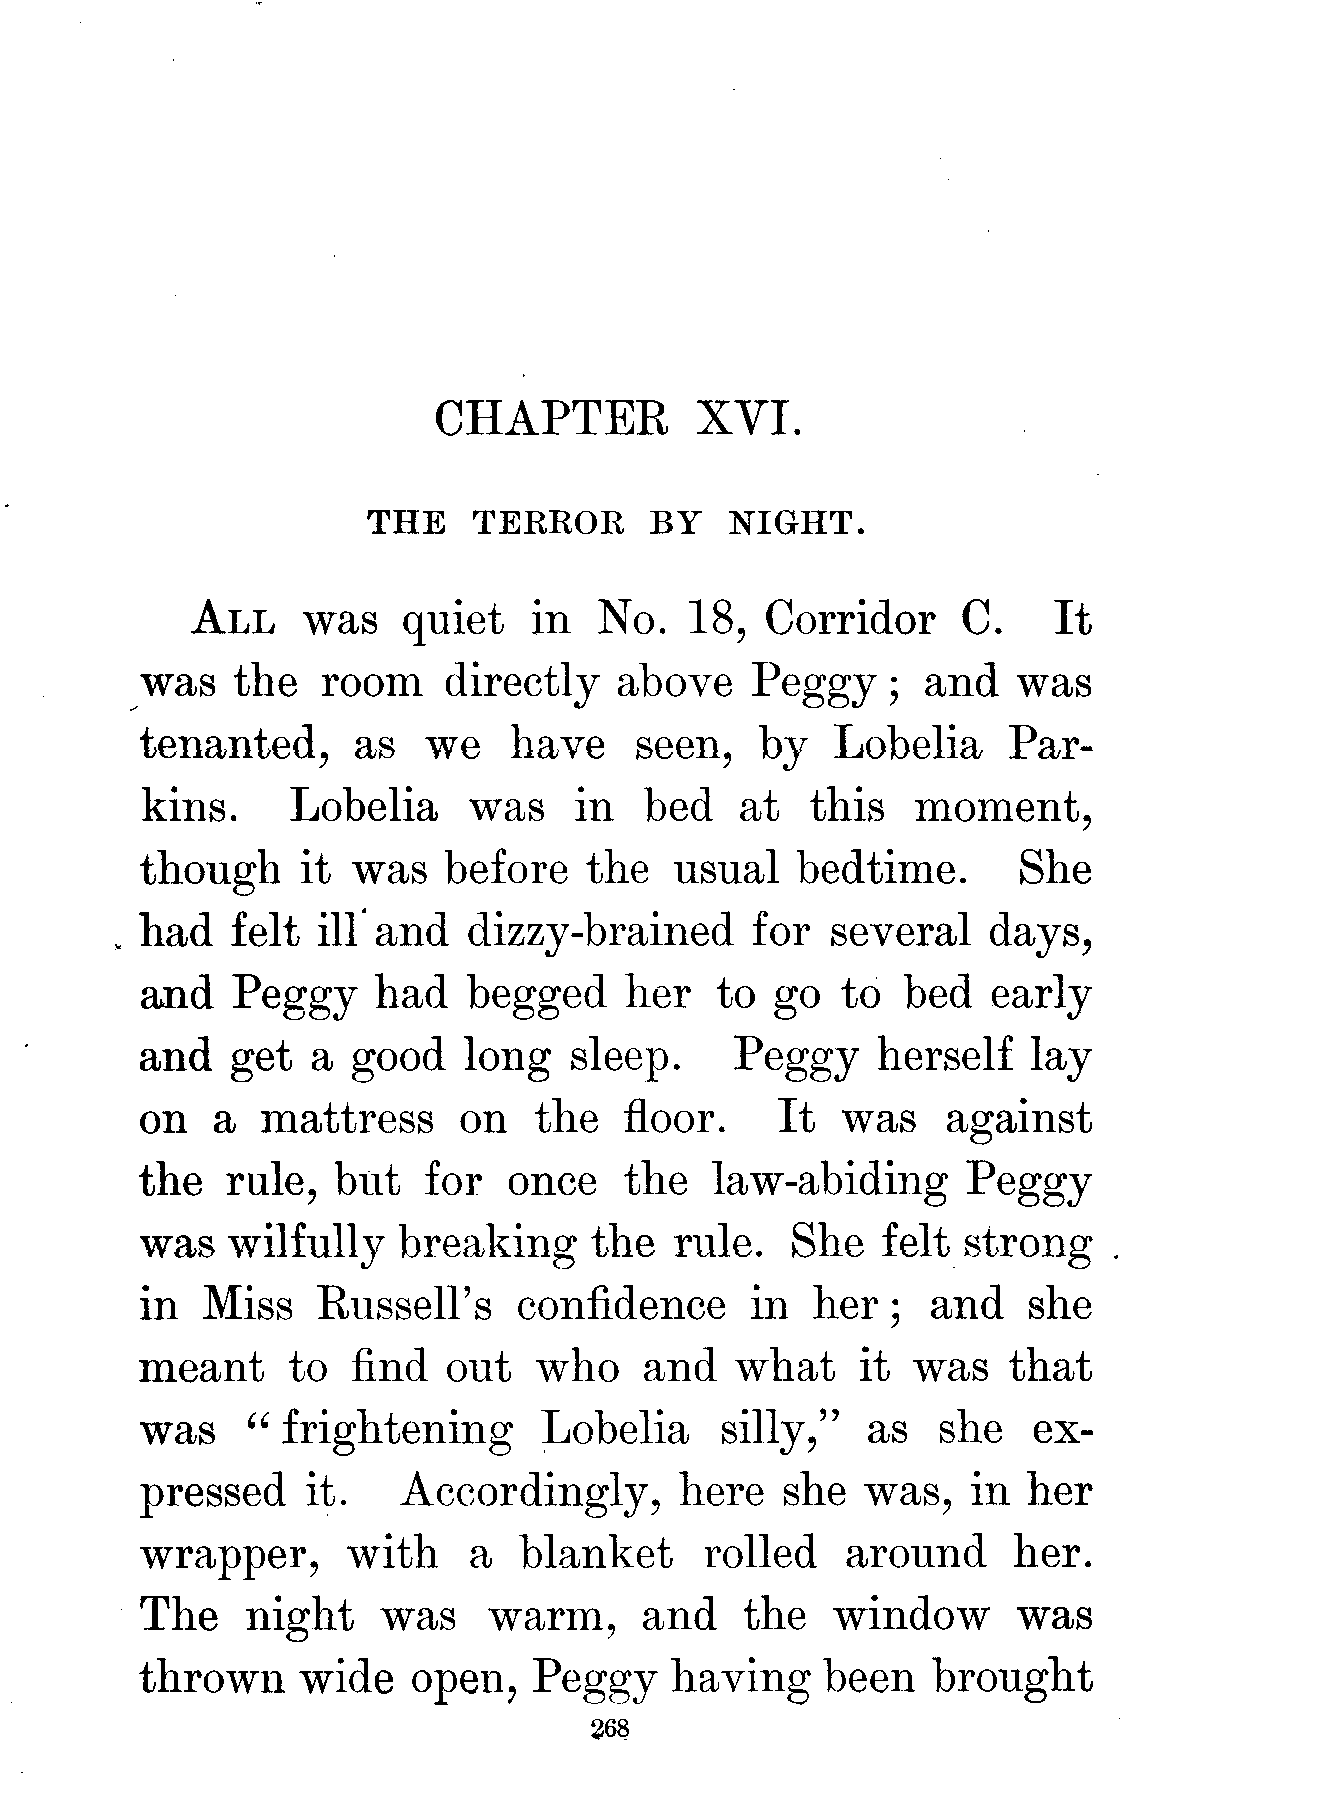 CHAPTER XVI.
THE TERROR BY NIGHT.
ALL was quiet in No. 18, Corridor C. It
was the room directly above Peggy; and was
tenanted, as we have seen, by Lobelia Par-
kins. Lobelia was in bed at this moment,
though it was before the usual bedtime. She
had felt ill and dizzy-brained for several days,
and Peggy had begged her to go to bed early
and get a good long sleep. Peggy herself lay
on a mattress on the floor. It was against
the rule, but for once the law-abiding Peggy
was wilfully breaking the rule. She felt strong
in Miss Russell's confidence in her; and she
meant to find out who and what it was that
was “frightening Lobelia silly,” as she ex-
pressed it. Accordingly, here she was, in her
wrapper, with a blanket rolled around her.
The night was warm, and the window was
thrown wide open, Peggy having been brought
268